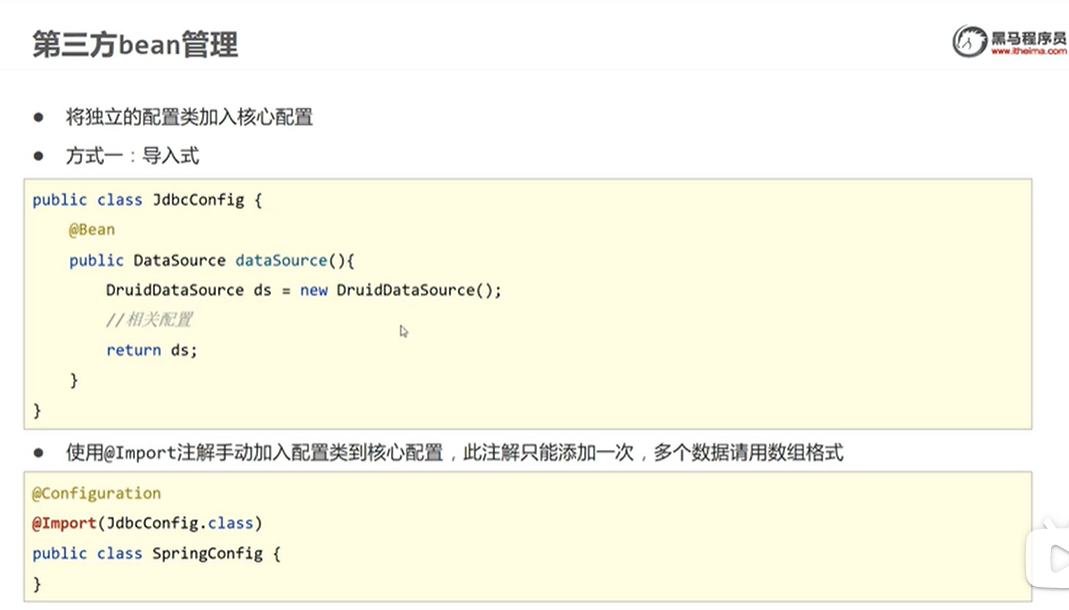 第三方bean管理
黑马程序员
www.itheima.com
● 将独立的配置类加入核心配置
● 方式一：导入式
public class JdbcConfig {
    @Bean
    public DataSource dataSource(){
        DruidDataSource ds = new DruidDataSource();
        //相关配置
        return ds;
    }
}
● 使用@Import注解手动加入配置类到核心配置，此注解只能添加一次，多个数据请用数组格式
@Configuration
@Import(JdbcConfig.class)
public class SpringConfig {
}